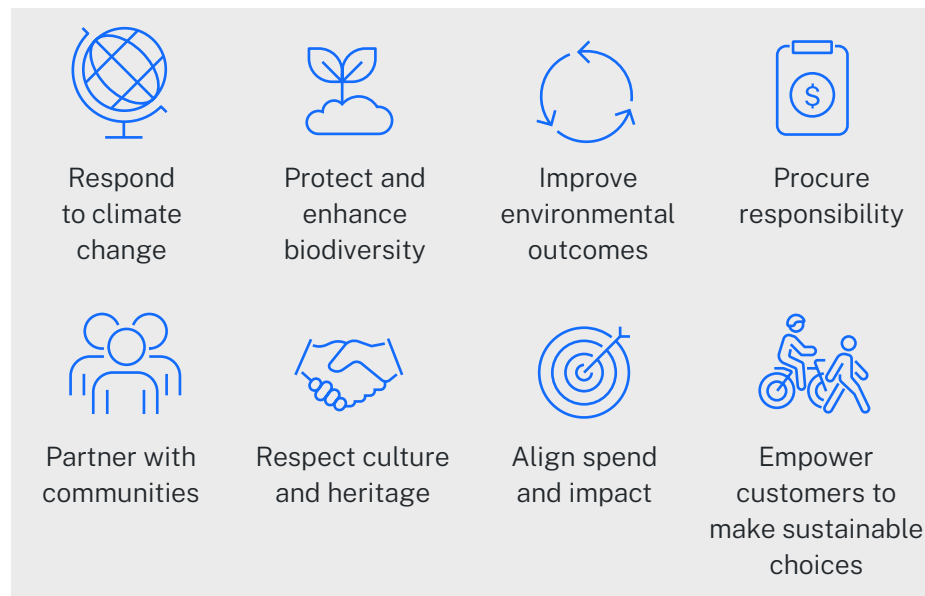 Respond
to climate
change
Protect and
enhance
biodiversity
Improve
environmental
outcomes
$
Procure
responsibility
Partner with
communities
Respect culture
and heritage
Align spend
and impact
Empower
customers to
make sustainable
choices